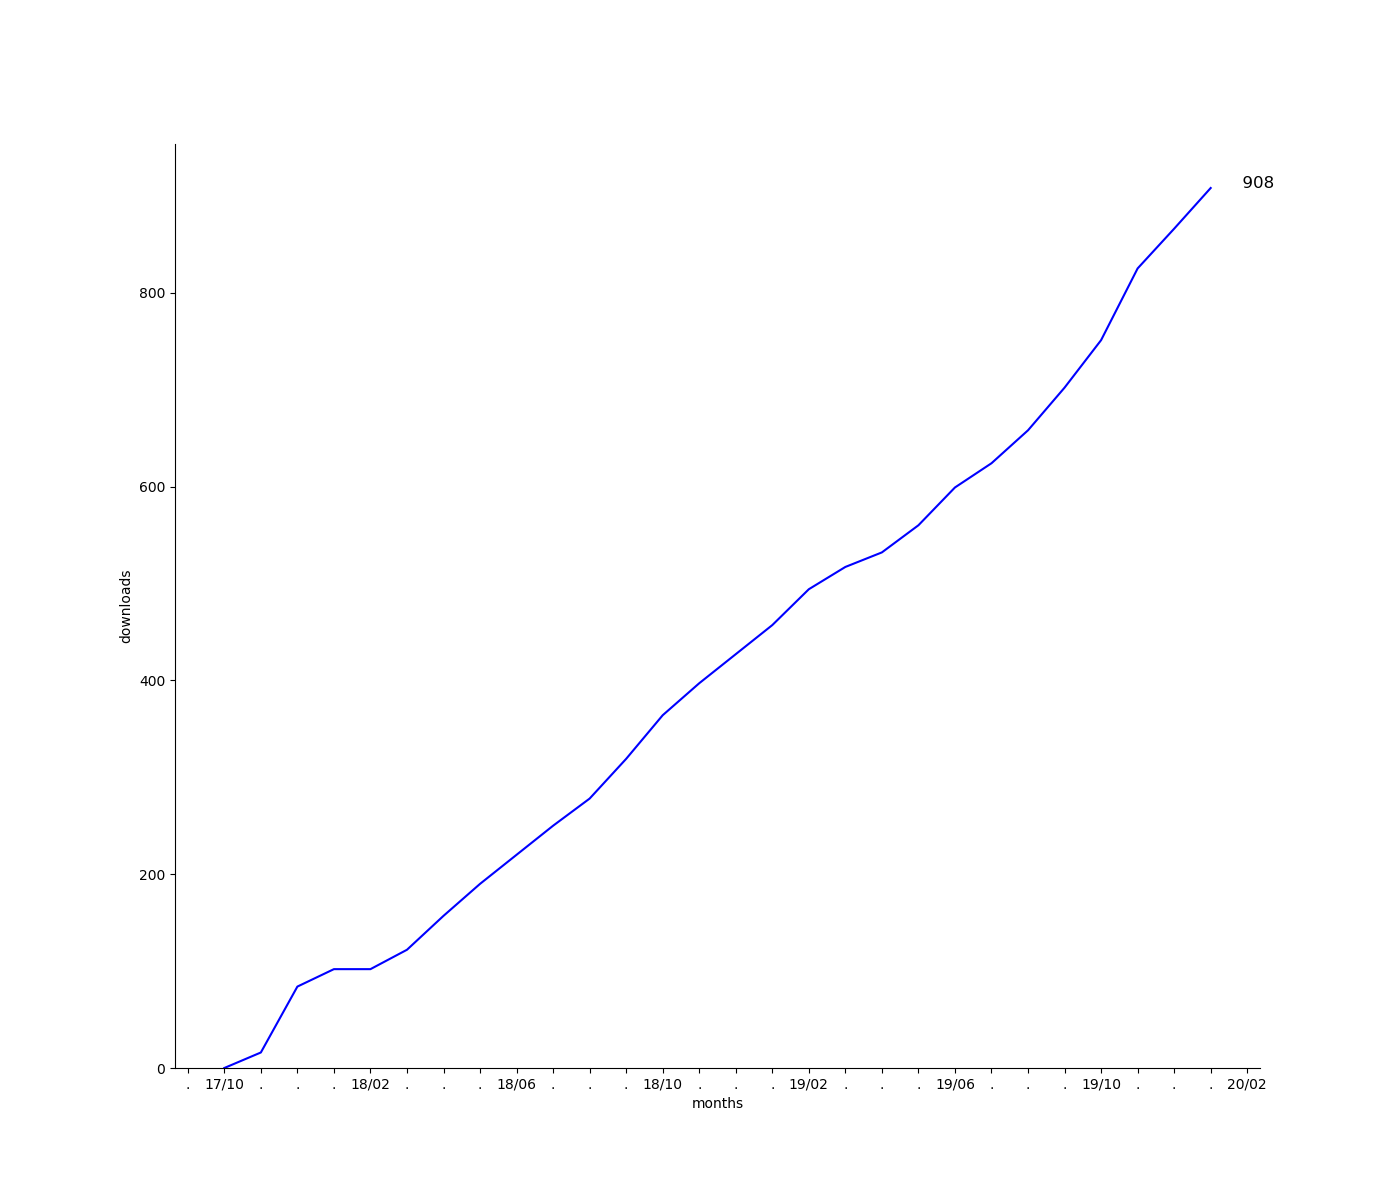 908
800
600
400
200
0
downloads
. 17/10 . . . 18/02 . . . 18/06 . . . 18/10 . . . 19/02 . . . 19/06 . . . 19/10 . . . 20/02
months